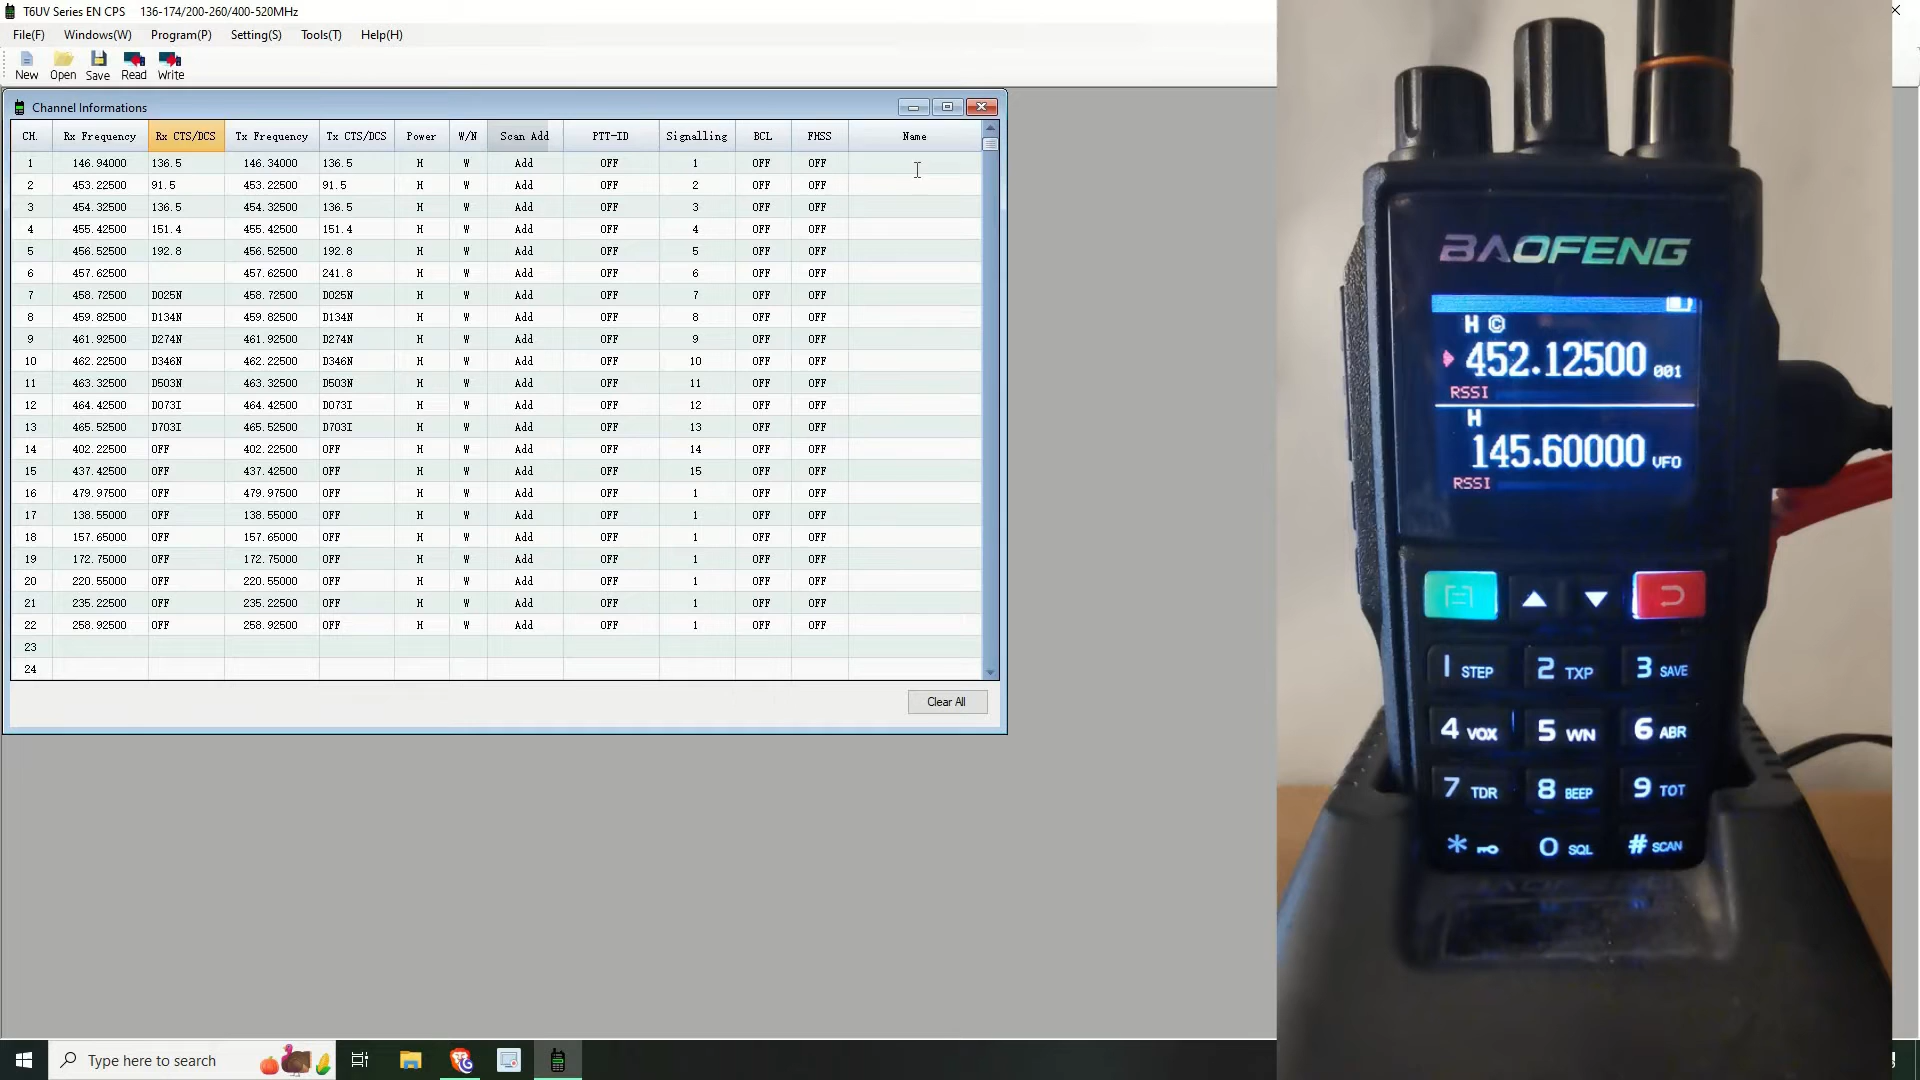 T6UV Series EN CPS 136-174/200-260/400-520MHz
File(F) Windows(W) Program(P) Setting(S) Tools(T) Help(H)
New Open Save Read Write
Channel Informations
CH. Rx Frequency Rx CTS/DCS Tx Frequency Tx CTS/DCS Power W/N Scan Add PTT-ID Signalling BCL FHSS Name
1 146.94000 136.5 146.34000 136.5 H W Add OFF 1 OFF OFF
2 453.22500 91.5 453.22500 91.5 H W Add OFF 2 OFF OFF
3 454.32500 136.5 454.32500 136.5 H W Add OFF 3 OFF OFF
4 455.42500 151.4 455.42500 151.4 H W Add OFF 4 OFF OFF
5 456.52500 192.8 456.52500 192.8 H W Add OFF 5 OFF OFF
6 457.62500 457.62500 241.8 H W Add OFF 6 OFF OFF
7 458.72500 D025N 458.72500 D025N H W Add OFF 7 OFF OFF
8 459.82500 D134N 459.82500 D134N H W Add OFF 8 OFF OFF
9 461.92500 D274N 461.92500 D274N H W Add OFF 9 OFF OFF
10 462.22500 D346N 462.22500 D346N H W Add OFF 10 OFF OFF
11 463.32500 D503N 463.32500 D503N H W Add OFF 11 OFF OFF
12 464.42500 D073I 464.42500 D073I H W Add OFF 12 OFF OFF
13 465.52500 D703I 465.52500 D703I H W Add OFF 13 OFF OFF
14 402.22500 OFF 402.22500 OFF H W Add OFF 14 OFF OFF
15 437.42500 OFF 437.42500 OFF H W Add OFF 15 OFF OFF
16 479.97500 OFF 479.97500 OFF H W Add OFF 1 OFF OFF
17 138.55000 OFF 138.55000 OFF H W Add OFF 1 OFF OFF
18 157.65000 OFF 157.65000 OFF H W Add OFF 1 OFF OFF
19 172.75000 OFF 172.75000 OFF H W Add OFF 1 OFF OFF
20 220.55000 OFF 220.55000 OFF H W Add OFF 1 OFF OFF
21 235.22500 OFF 235.22500 OFF H W Add OFF 1 OFF OFF
22 258.92500 OFF 258.92500 OFF H W Add OFF 1 OFF OFF
23
24
Clear All
Type here to search
BAOFENG
H ©
452.12500 001
RSSI
H
145.60000 VFO
RSSI
1 STEP 2 TXP 3 SAVE
4 VOX 5 WN 6 ABR
7 TDR 8 BEEP 9 TOT
* 0 SQL # SCAN